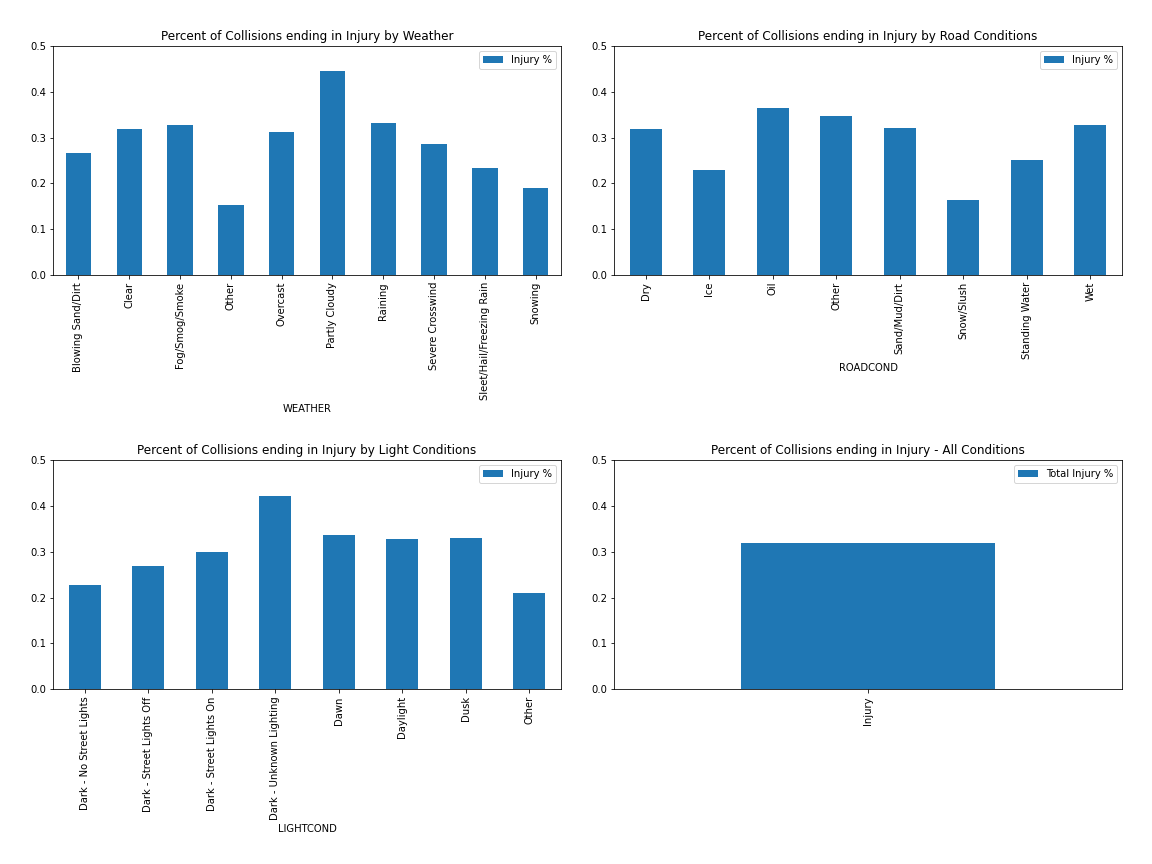 Percent of Collisions ending in Injury by Weather
Injury %
0.5
0.4
0.3
0.2
0.1
0.0
Blowing Sand/Dirt
Clear
Fog/Smog/Smoke
Other
Overcast
Partly Cloudy
Raining
Severe Crosswind
Sleet/Hail/Freezing Rain
Snowing
WEATHER
Percent of Collisions ending in Injury by Road Conditions
Injury %
0.5
0.4
0.3
0.2
0.1
0.0
Dry
Ice
Oil
Other
Sand/Mud/Dirt
Snow/Slush
Standing Water
Wet
ROADCOND
Percent of Collisions ending in Injury by Light Conditions
Injury %
0.5
0.4
0.3
0.2
0.1
0.0
Dark - No Street Lights
Dark - Street Lights Off
Dark - Street Lights On
Dark - Unknown Lighting
Dawn
Daylight
Dusk
Other
LIGHTCOND
Percent of Collisions ending in Injury - All Conditions
Total Injury %
0.5
0.4
0.3
0.2
0.1
0.0
Injury